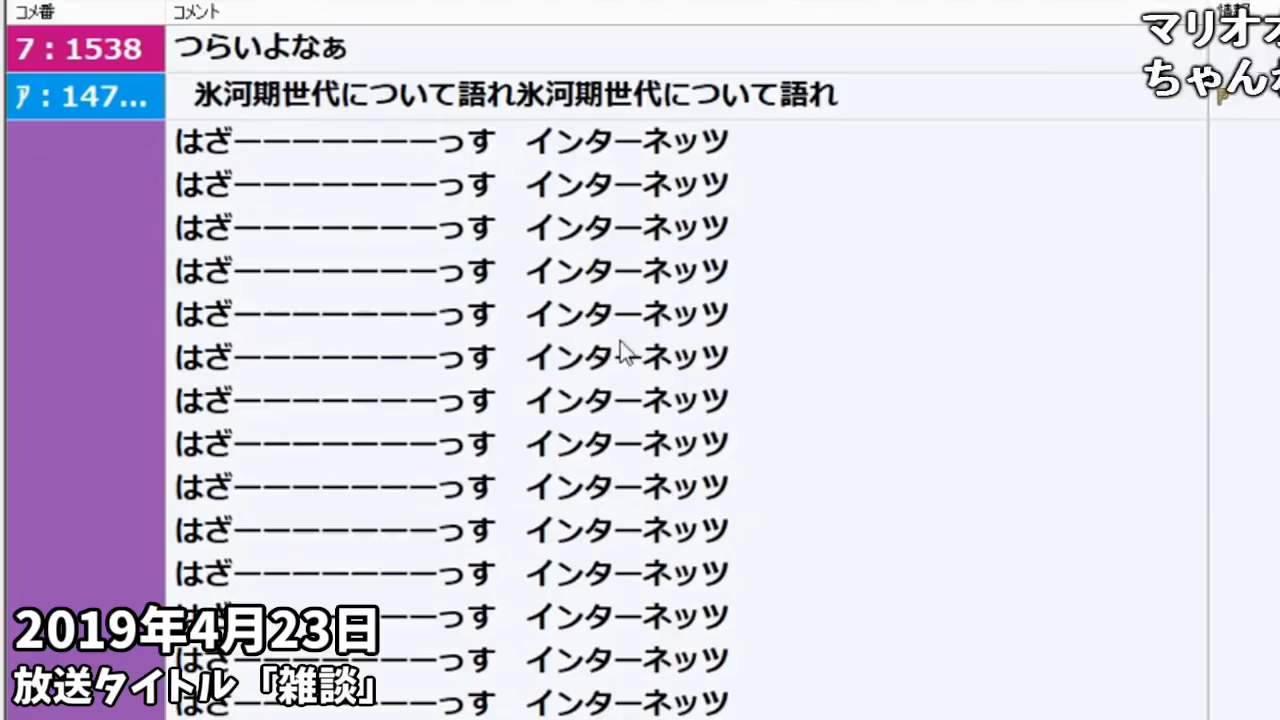 コメ番 コメント 情報
7：1538 つらいよなぁ
ｱ：147... 氷河期世代について語れ氷河期世代について語れ
はざーーーーーーーっす　インターネッツ
はざーーーーーーーっす　インターネッツ
はざーーーーーーーっす　インターネッツ
はざーーーーーーーっす　インターネッツ
はざーーーーーーーっす　インターネッツ
はざーーーーーーーっす　インターネッツ
はざーーーーーーーっす　インターネッツ
はざーーーーーーーっす　インターネッツ
はざーーーーーーーっす　インターネッツ
はざーーーーーーーっす　インターネッツ
はざーーーーーーーっす　インターネッツ
ーーっす　インターネッツ
はざーーーーーーーっす　インターネッツ
はざーーーーーーーっす　インターネッツ
マリオオ
ちゃんね
2019年4月23日
放送タイトル「雑談」